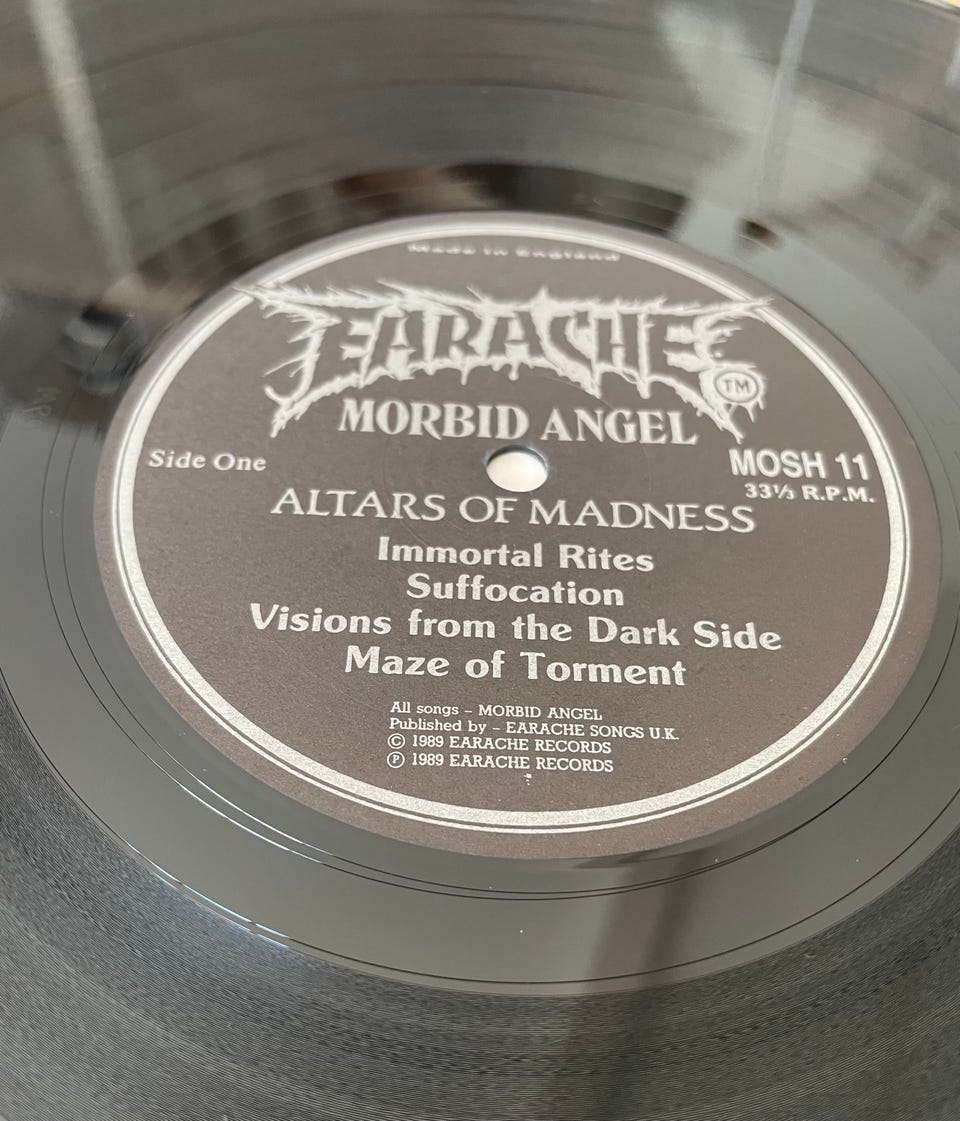 Made in England
EARACHE TM
MORBID ANGEL
Side One
MOSH 11
33⅓ R.P.M.
ALTARS OF MADNESS
Immortal Rites
Suffocation
Visions from the Dark Side
Maze of Torment
All songs – MORBID ANGEL
Published by – EARACHE SONGS U.K.
© 1989 EARACHE RECORDS
℗ 1989 EARACHE RECORDS